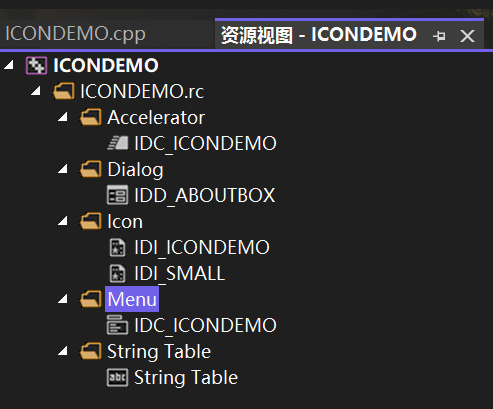 ICONDEMO.cpp 资源视图 - ICONDEMO
ICONDEMO
ICONDEMO.rc
Accelerator
IDC_ICONDEMO
Dialog
IDD_ABOUTBOX
Icon
IDI_ICONDEMO
IDI_SMALL
Menu
IDC_ICONDEMO
String Table
abc String Table